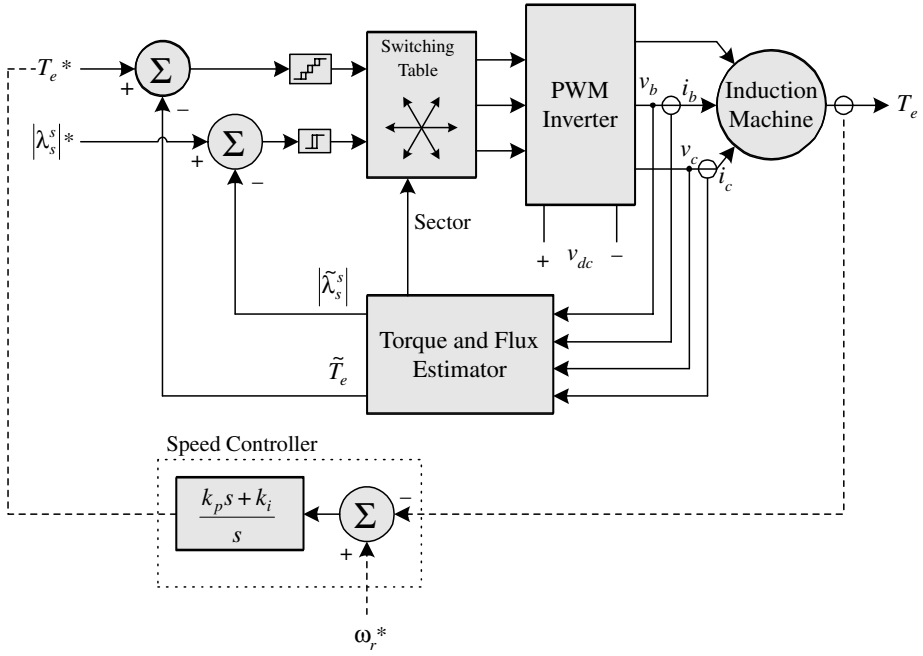 T_e*
+
Σ
−
|λ_s^s|*
+
Σ
−
Switching
Table
PWM
Inverter
v_b
i_b
v_c
i_c
Induction
Machine
T_e
Sector
+
v_dc
−
|λ̃_s^s|
T̃_e
Torque and Flux
Estimator
Speed Controller
k_p s + k_i
s
Σ
−
+
ω_r*